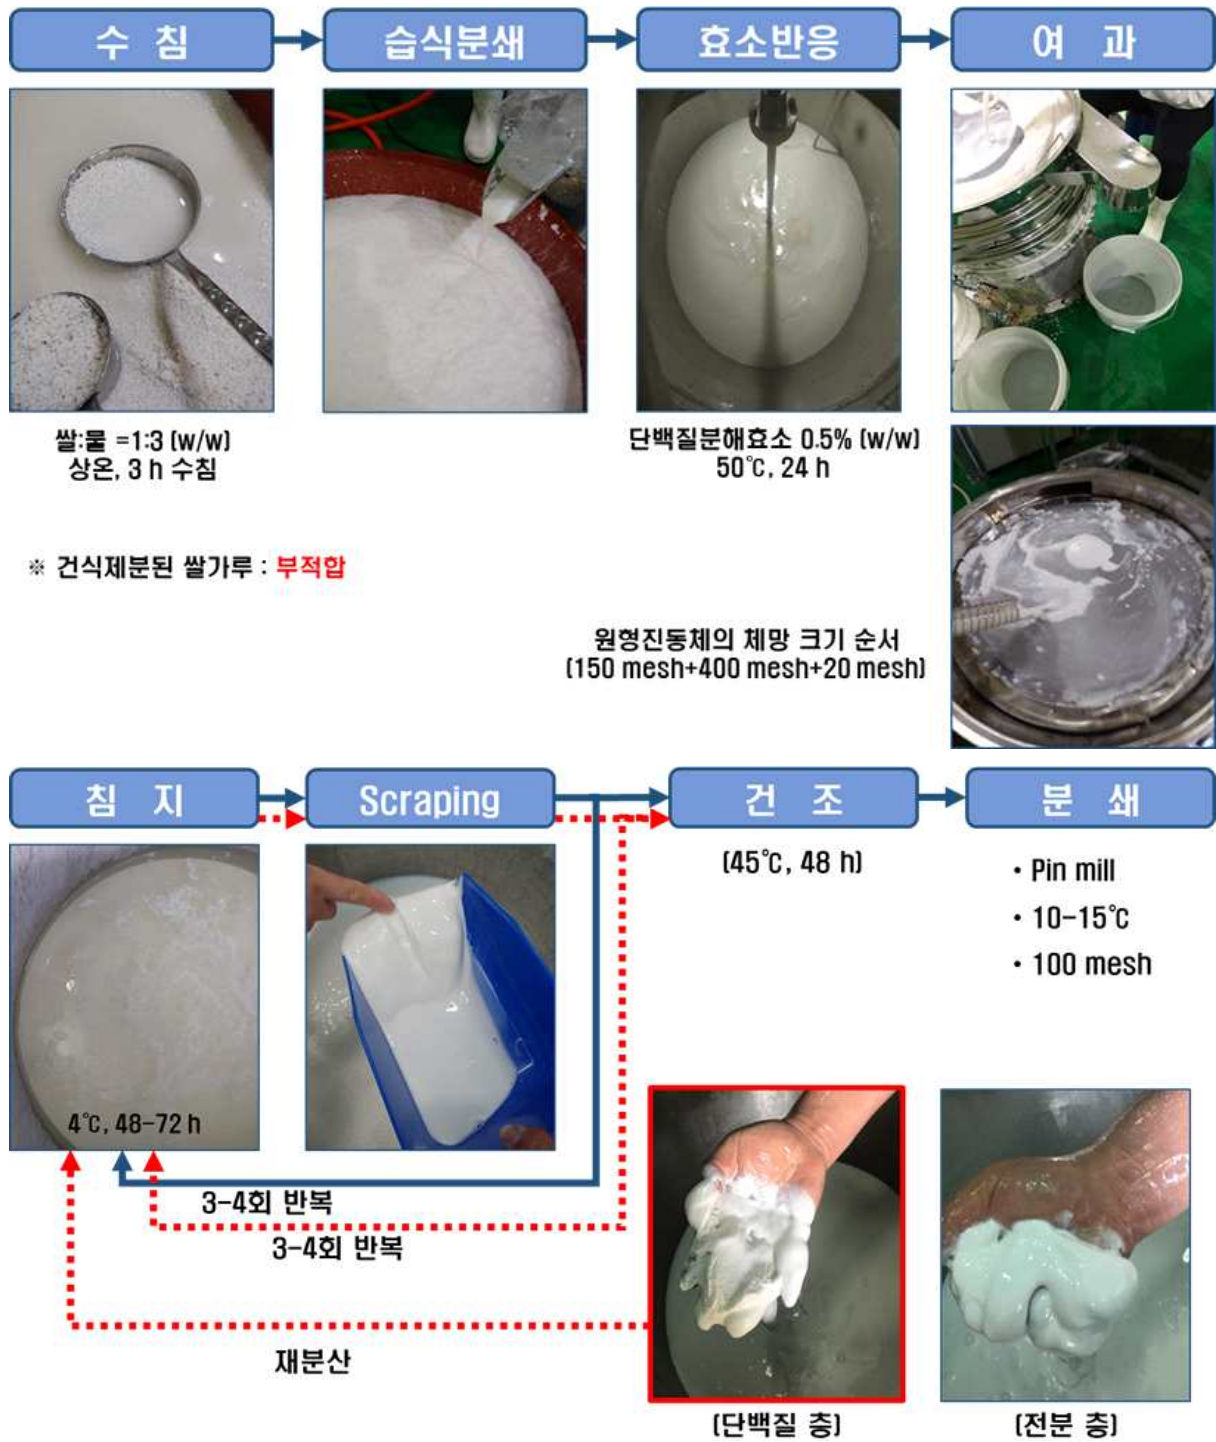 수 침
습식분쇄
효소반응
여 과
쌀:물 =1:3 (w/w)
상온, 3 h 수침
단백질분해효소 0.5% (w/w)
50℃, 24 h
※ 건식제분된 쌀가루 : 부적합
원형진동체의 체망 크기 순서
(150 mesh+400 mesh+20 mesh)
침 지
Scraping
건 조
분 쇄
(45℃, 48 h)
• Pin mill
• 10-15℃
• 100 mesh
4℃, 48-72 h
3-4회 반복
3-4회 반복
재분산
(단백질 층)
(전분 층)